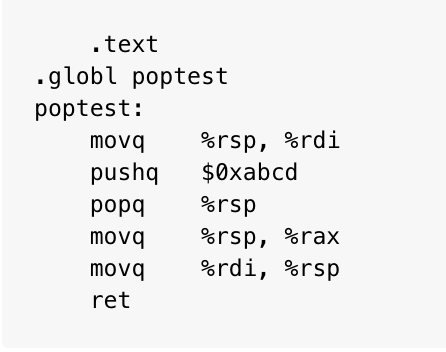 .text
.globl poptest
poptest:
movq %rsp, %rdi
pushq $0xabcd
popq %rsp
movq %rsp, %rax
movq %rdi, %rsp
ret